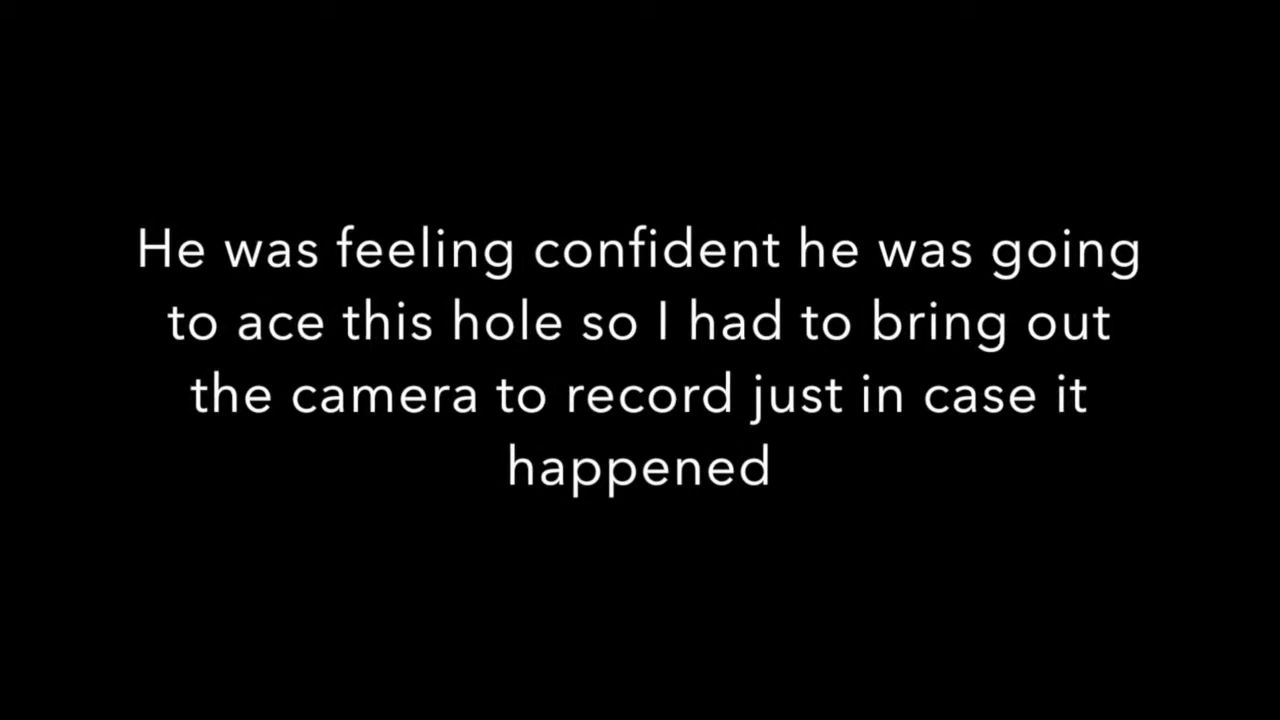 He was feeling confident he was going
to ace this hole so I had to bring out
the camera to record just in case it
happened